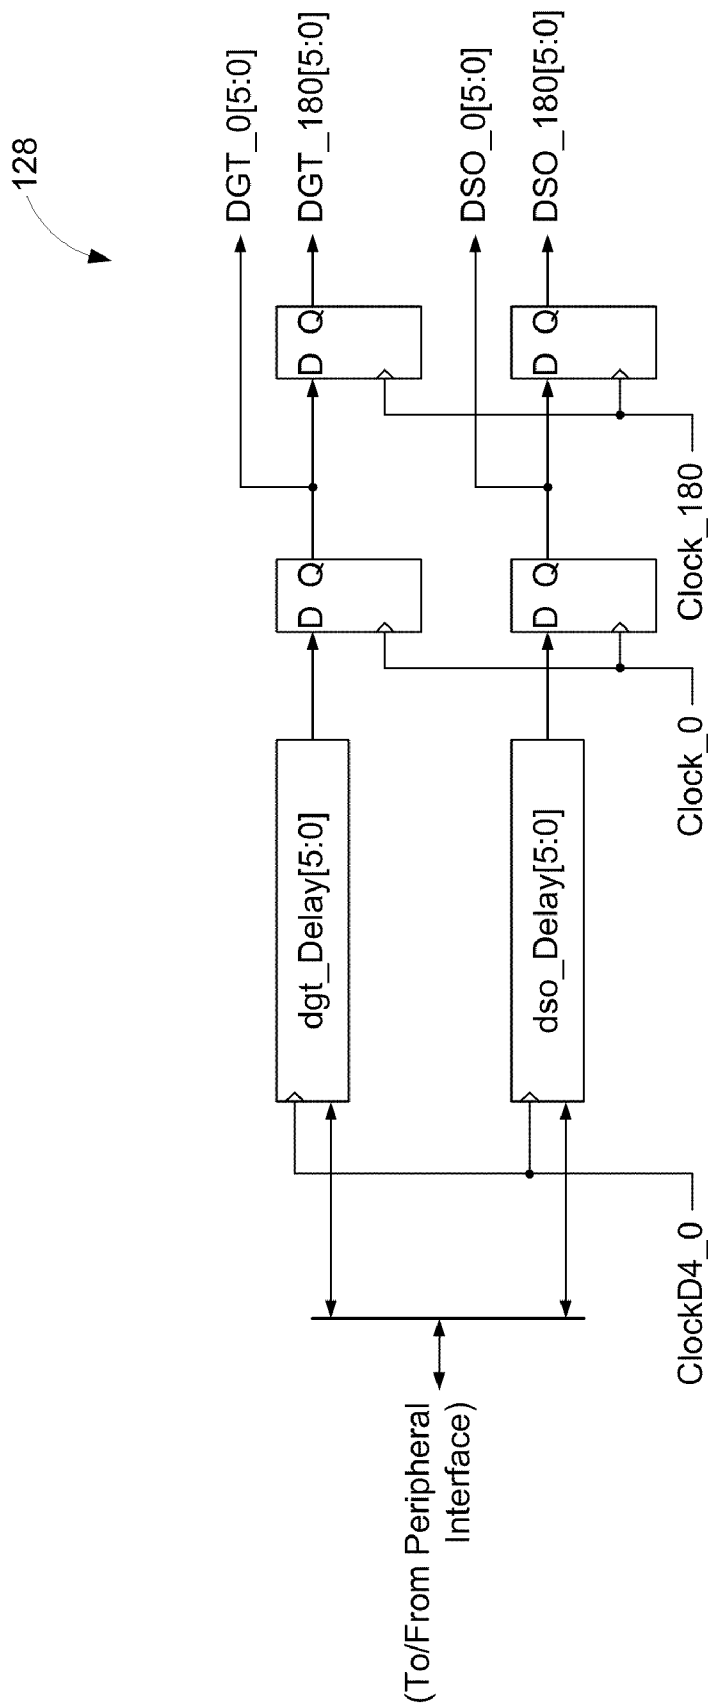 128
DGT_0[5:0]
DGT_180[5:0]
DSO_0[5:0]
DSO_180[5:0]
D Q
D Q
D Q
D Q
Clock_180
Clock_0
dgt_Delay[5:0]
dso_Delay[5:0]
ClockD4_0
(To/From Peripheral
Interface)